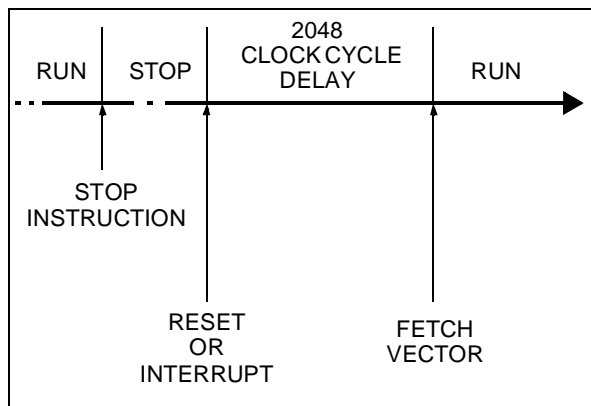 2048
CLOCK CYCLE
DELAY
RUN
STOP
RUN
STOP
INSTRUCTION
RESET
OR
INTERRUPT
FETCH
VECTOR